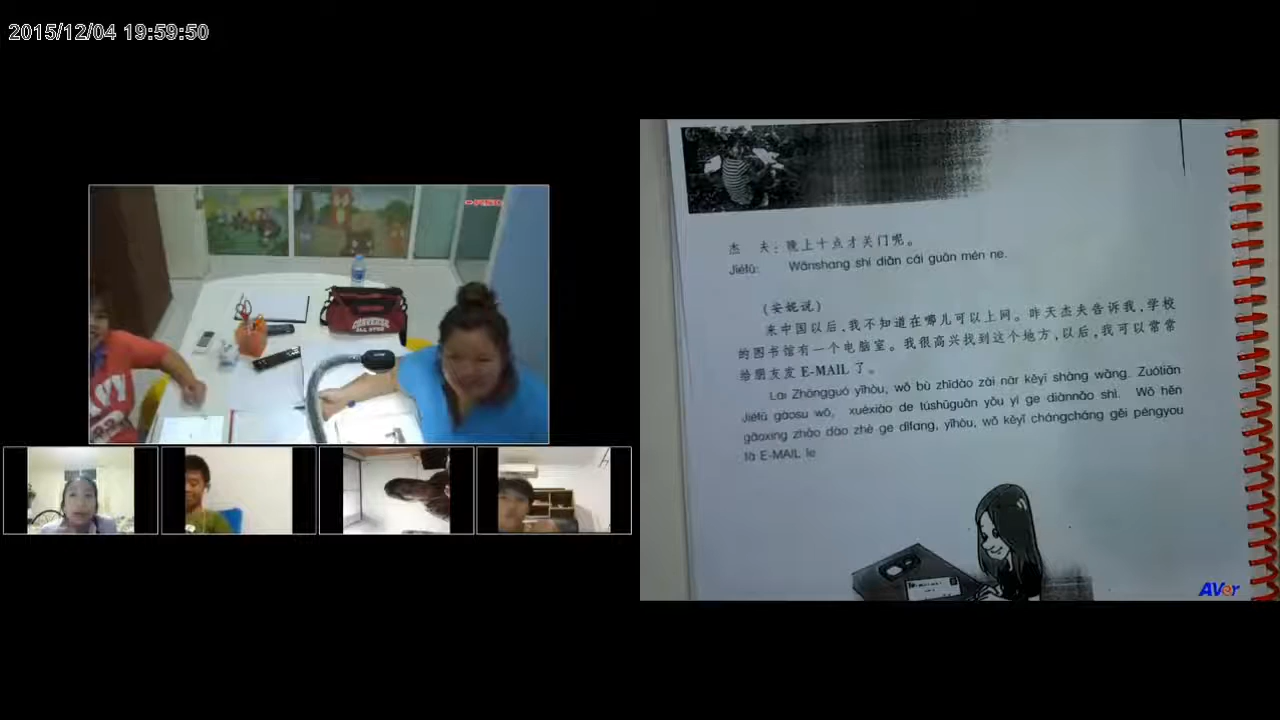 2015/12/04 19:59:50
CONVERSE
ALL STAR
杰 夫：晚上十点才关门呢。
Jiéfū: Wǎnshang shí diǎn cái guān mén ne.
（安妮说）
来中国以后，我不知道在哪儿可以上网。昨天杰夫告诉我，学校
的图书馆有一个电脑室。我很高兴找到这个地方，以后，我可以常常
给朋友发 E-MAIL 了。
Lái Zhōngguó yǐhòu, wǒ bù zhīdào zài nǎr kěyǐ shàng wǎng. Zuótiān
Jiéfū gàosu wǒ, xuéxiào de túshūguǎn yǒu yí ge diànnǎo shì. Wǒ hěn
gāoxìng zhǎo dào zhè ge dìfang, yǐhòu, wǒ kěyǐ chángcháng gěi péngyou
fā E-MAIL le
AVer